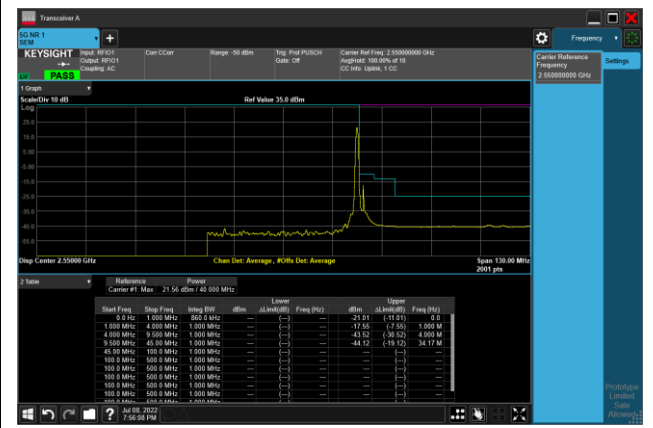 Transceiver A
5G NR 1
SEM
+
Frequency
KEYSIGHT
Input: RFIO1
Output: RFIO1
Coupling: AC
Corr CCorr
Range: -50 dBm
Trig: Prot PUSCH
Gate: Off
Carrier Ref Freq: 2.550000000 GHz
Avg|Hold: 100.00% of 10
CC Info: Uplink, 1 CC
PASS
Carrier Reference
Frequency
2.550000000 GHz
Settings
1 Graph
Scale/Div 10 dB
Ref Value 35.0 dBm
Log
25.0
15.0
5.00
-5.00
-15.0
-25.0
-35.0
-45.0
-55.0
Disp Center 2.55000 GHz
Chan Det: Average , #Offs Det: Average
Span 130.00 MHz
2001 pts
2 Table
Reference Power
Carrier #1: Max 21.56 dBm / 40.000 MHz
Lower Upper
Start Freq Stop Freq Integ BW dBm ΔLimit(dB) Freq (Hz) dBm ΔLimit(dB) Freq (Hz)
0.0 Hz 1.000 MHz 860.0 kHz --- (---) --- -21.01 (-11.01) 0.0
1.000 MHz 4.000 MHz 1.000 MHz --- (---) --- -17.55 (-7.55) 1.000 M
4.000 MHz 9.500 MHz 1.000 MHz --- (---) --- -43.52 (-30.52) 4.000 M
9.500 MHz 45.00 MHz 1.000 MHz --- (---) --- -44.12 (-19.12) 34.17 M
45.00 MHz 100.0 MHz 1.000 MHz --- (---) --- --- (---) ---
100.0 MHz 500.0 MHz 1.000 MHz --- (---) --- --- (---) ---
100.0 MHz 500.0 MHz 1.000 MHz --- (---) --- --- (---) ---
100.0 MHz 500.0 MHz 1.000 MHz --- (---) --- --- (---) ---
100.0 MHz 500.0 MHz 1.000 MHz --- (---) --- --- (---) ---
100.0 MHz 500.0 MHz 1.000 MHz --- (---) --- --- (---) ---
Prototype
Limited
Sale
Allowed
?
Jul 08, 2022
7:56:08 PM